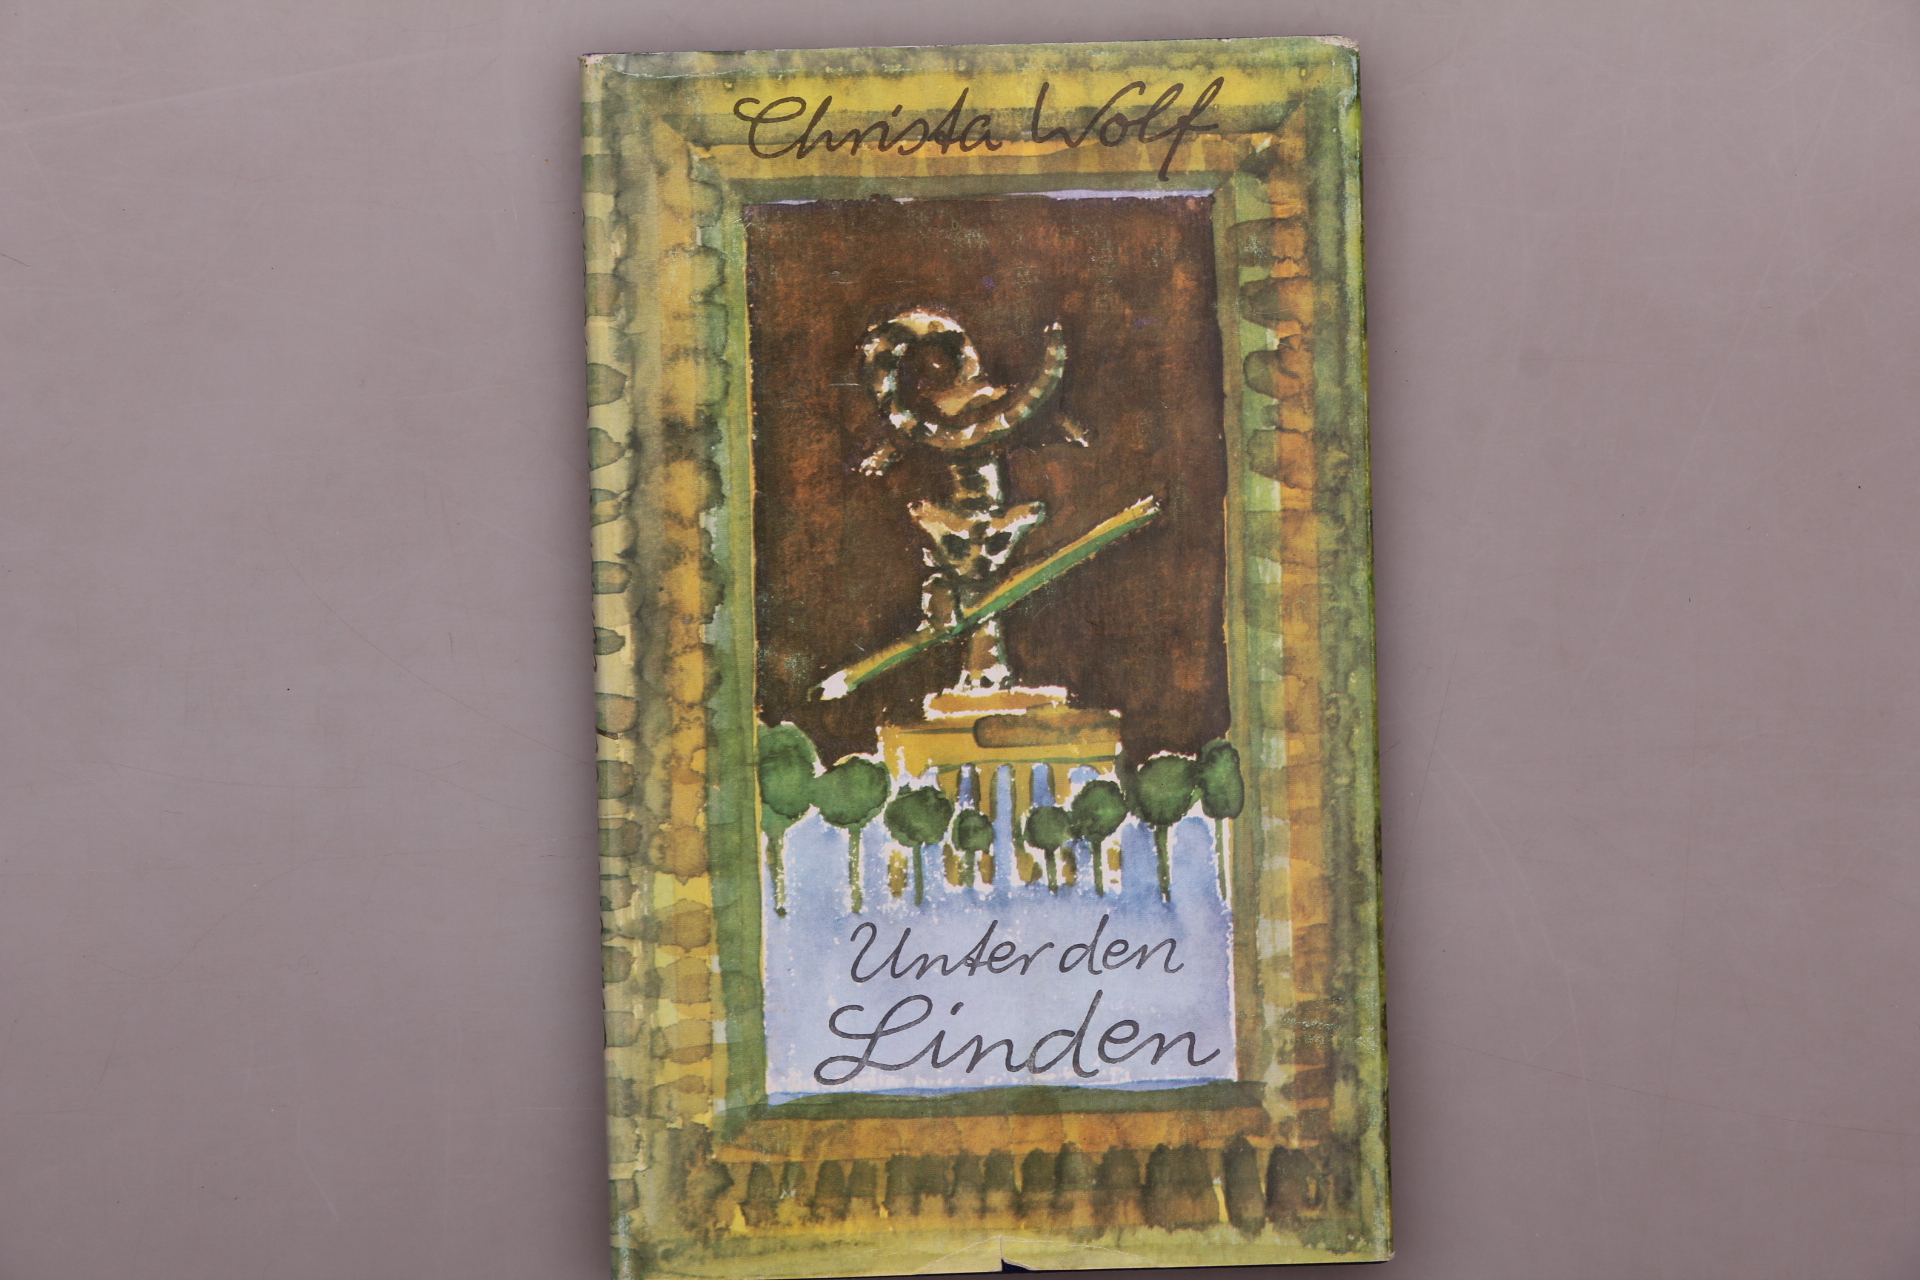 Christa Wolf
Unter den
Linden